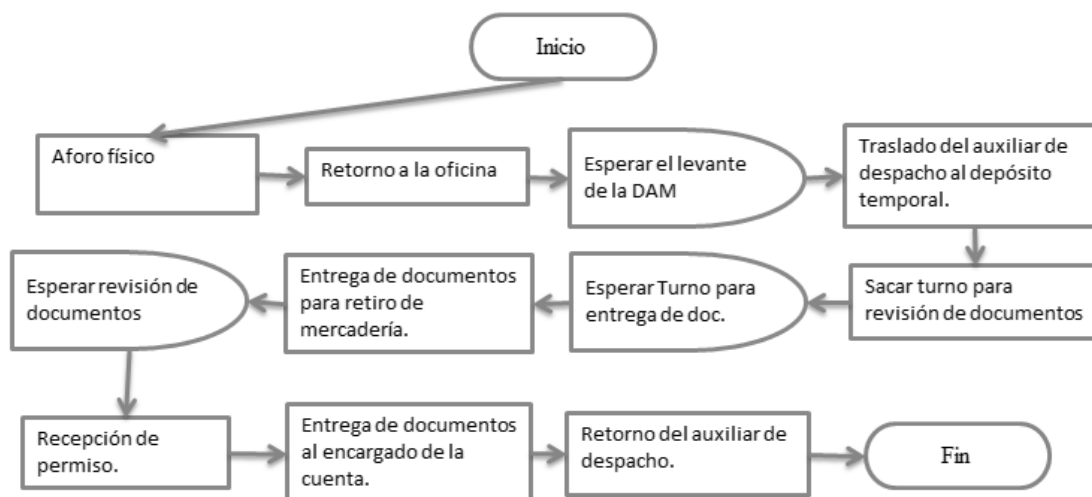 Inicio
Aforo físico
Retorno a la oficina
Esperar el levante
de la DAM
Traslado del auxiliar de
despacho al depósito
temporal.
Sacar turno para
revisión de documentos
Esperar Turno para
entrega de doc.
Entrega de documentos
para retiro de
mercadería.
Esperar revisión de
documentos
Recepción de
permiso.
Entrega de documentos
al encargado de la
cuenta.
Retorno del auxiliar de
despacho.
Fin